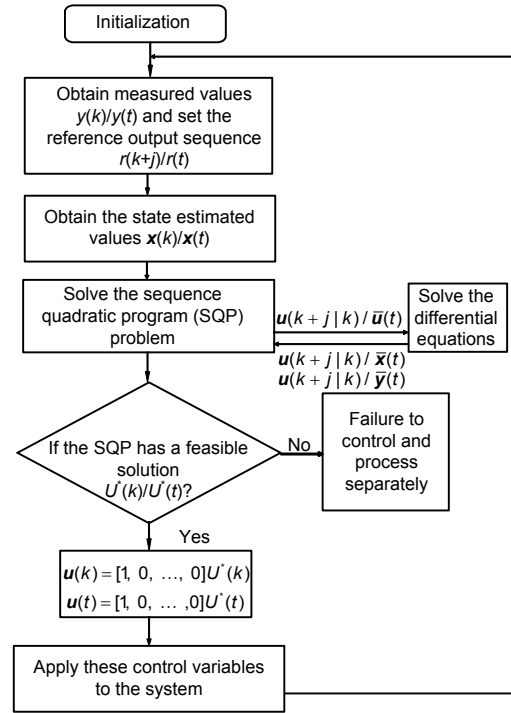 Initialization
Obtain measured values
y(k)/y(t) and set the
reference output sequence
r(k+j)/r(t)
Obtain the state estimated
values x(k)/x(t)
Solve the sequence
quadratic program (SQP)
problem
u(k + j | k) / ū(t)
u(k + j | k) / x̄(t)
u(k + j | k) / ȳ(t)
Solve the
differential
equations
If the SQP has a feasible
solution
U*(k)/U*(t)?
No
Failure to
control and
process
separately
Yes
u(k) = [1, 0, ..., 0]U*(k)
u(t) = [1, 0, ... ,0]U*(t)
Apply these control variables
to the system